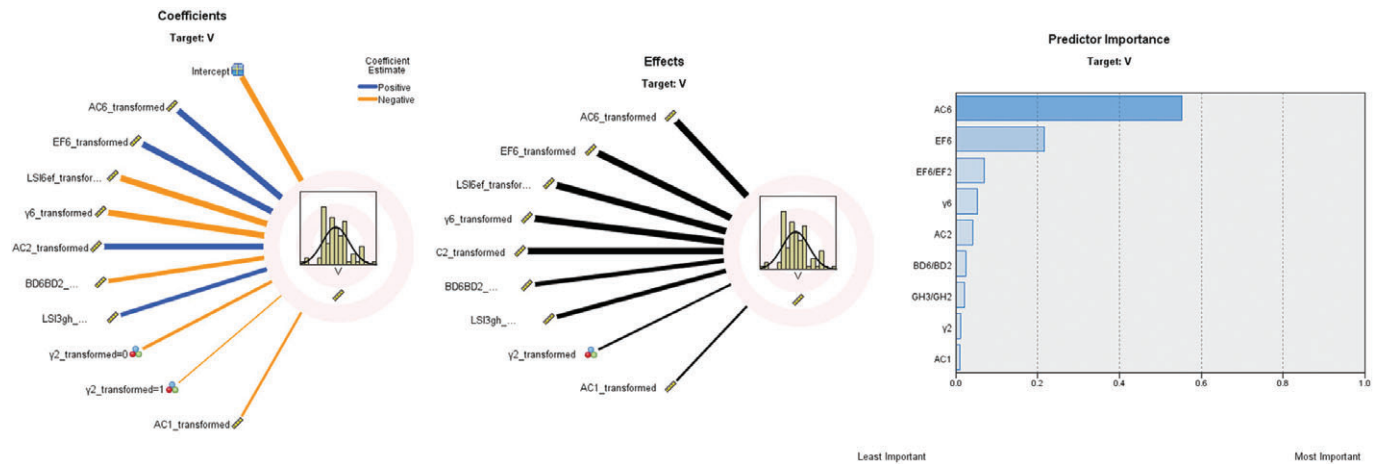 Coefficients
Target: V
Intercept
Coefficient
Estimate
Positive
Negative
AC6_transformed
EF6_transformed
LSI6ef_transfor...
γ6_transformed
AC2_transformed
BD6BD2_...
LSI3gh_...
γ2_transformed=0
γ2_transformed=1
AC1_transformed
V
Effects
Target: V
AC6_transformed
EF6_transformed
LSI6ef_transfor...
γ6_transformed
C2_transformed
BD6BD2_...
LSI3gh_...
γ2_transformed
AC1_transformed
V
Predictor Importance
Target: V
AC6
EF6
EF6/EF2
γ6
AC2
BD6/BD2
GH3/GH2
γ2
AC1
0.0 0.2 0.4 0.6 0.8 1.0
Least Important Most Important